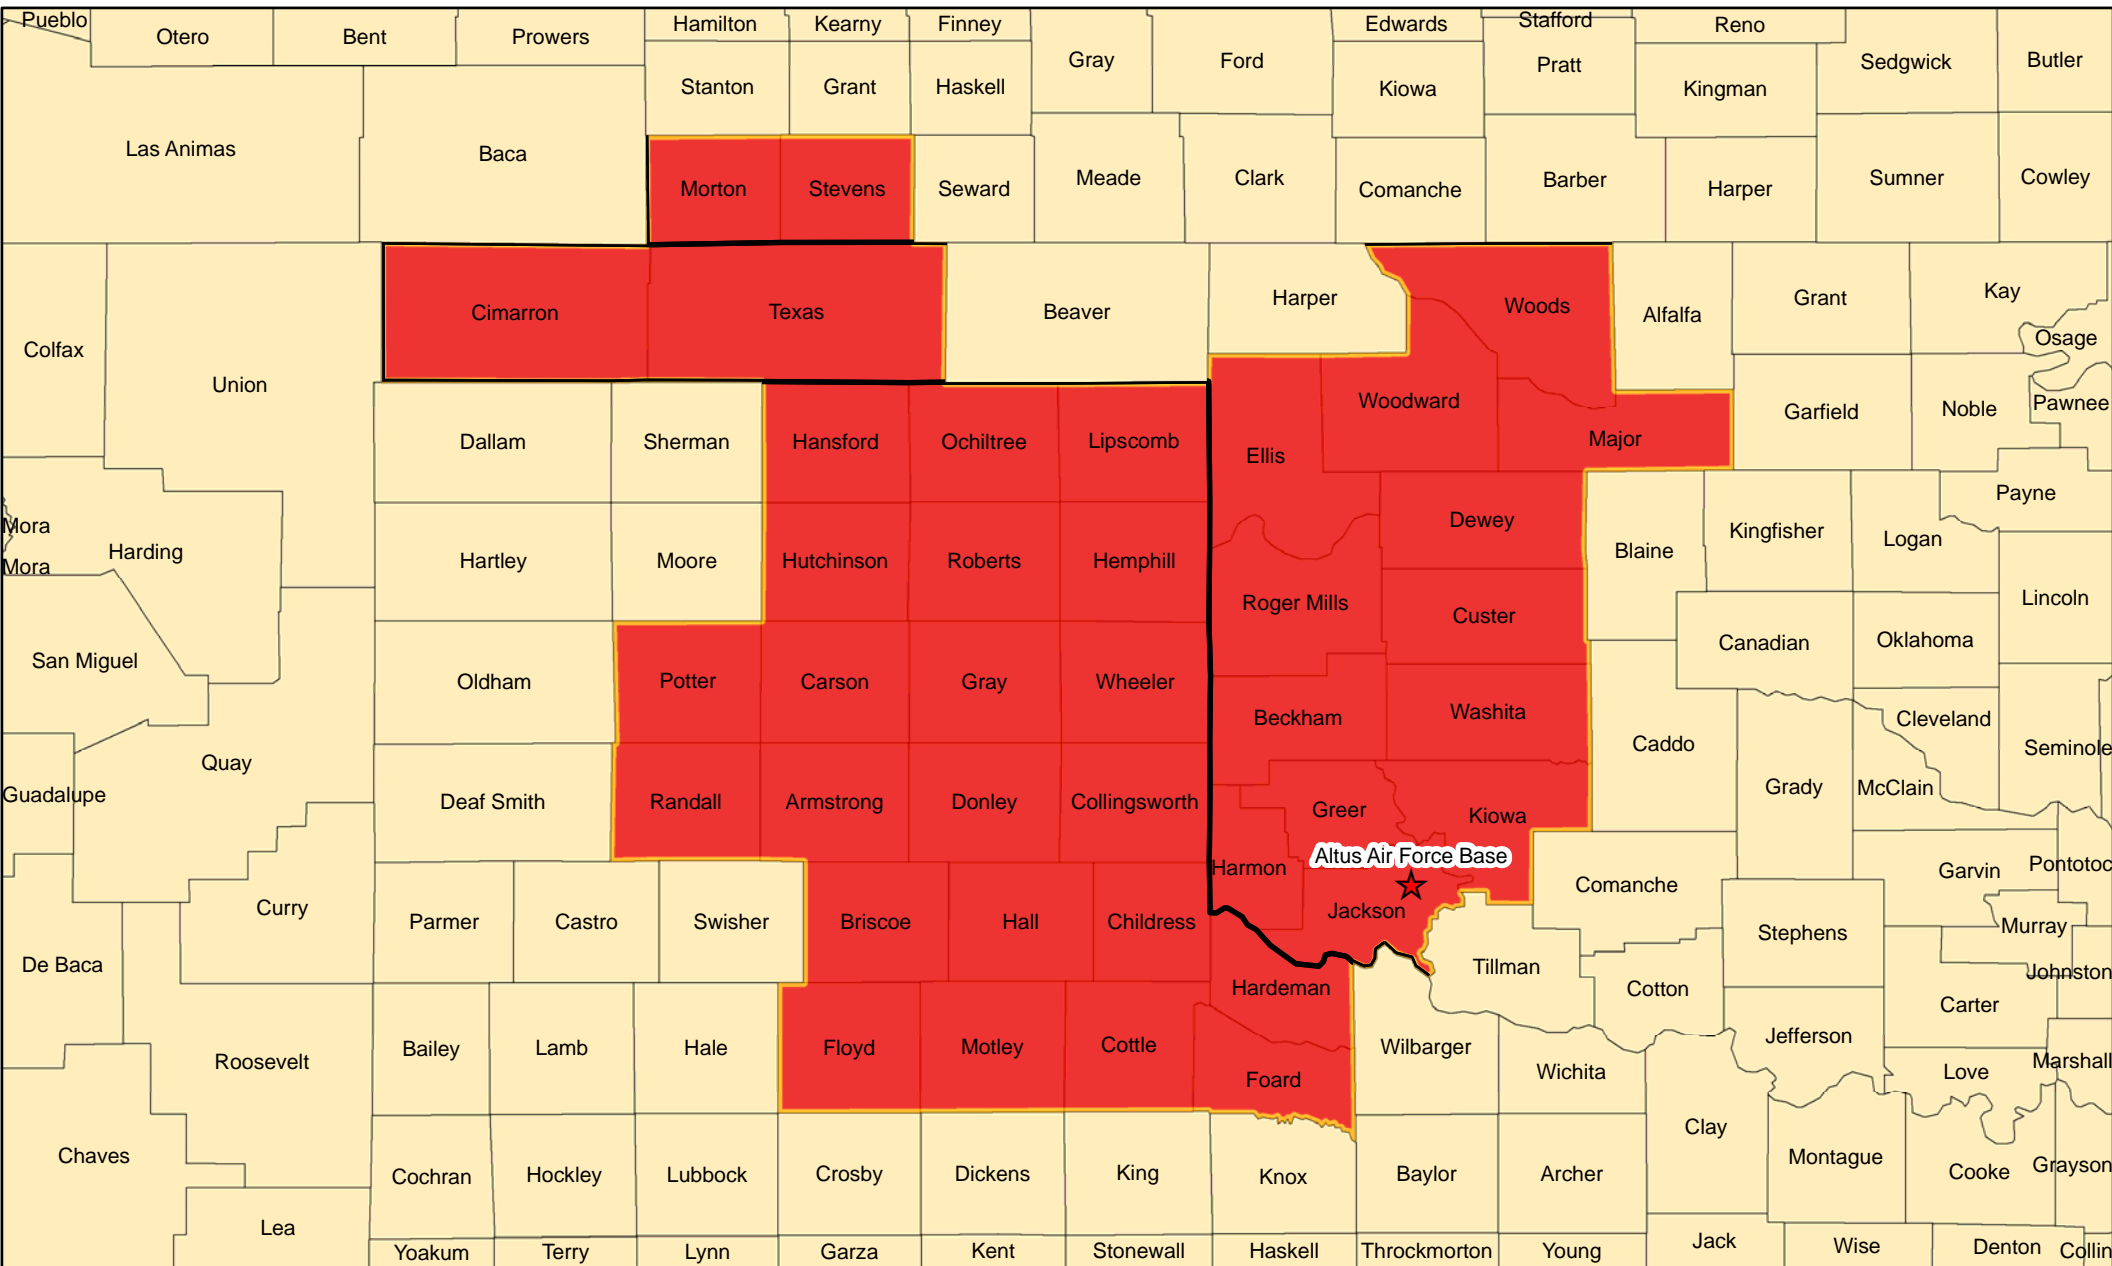 Pueblo
Otero
Bent
Prowers
Hamilton
Kearny
Finney
Gray
Ford
Edwards
Stafford
Reno
Sedgwick
Butler
Stanton
Grant
Haskell
Kiowa
Pratt
Kingman
Las Animas
Baca
Morton
Stevens
Seward
Meade
Clark
Comanche
Barber
Harper
Sumner
Cowley
Colfax
Union
Cimarron
Texas
Beaver
Harper
Woods
Alfalfa
Grant
Kay
Osage
Dallam
Sherman
Hansford
Ochiltree
Lipscomb
Ellis
Woodward
Major
Garfield
Noble
Pawnee
Mora
Mora
Harding
Hartley
Moore
Hutchinson
Roberts
Hemphill
Roger Mills
Dewey
Custer
Blaine
Kingfisher
Logan
Payne
Lincoln
San Miguel
Oldham
Potter
Carson
Gray
Wheeler
Beckham
Washita
Canadian
Oklahoma
Cleveland
Seminole
Guadalupe
Quay
Deaf Smith
Randall
Armstrong
Donley
Collingsworth
Greer
Kiowa
Caddo
Grady
McClain
Altus Air Force Base
Harmon
Jackson
Comanche
Garvin
Pontotoc
De Baca
Curry
Parmer
Castro
Swisher
Briscoe
Hall
Childress
Hardeman
Tillman
Cotton
Stephens
Murray
Johnston
Carter
Roosevelt
Bailey
Lamb
Hale
Floyd
Motley
Cottle
Foard
Wilbarger
Wichita
Jefferson
Love
Marshall
Chaves
Lea
Cochran
Hockley
Lubbock
Crosby
Dickens
King
Knox
Baylor
Archer
Clay
Montague
Cooke
Grayson
Yoakum
Terry
Lynn
Garza
Kent
Stonewall
Haskell
Throckmorton
Young
Jack
Wise
Denton
Collin